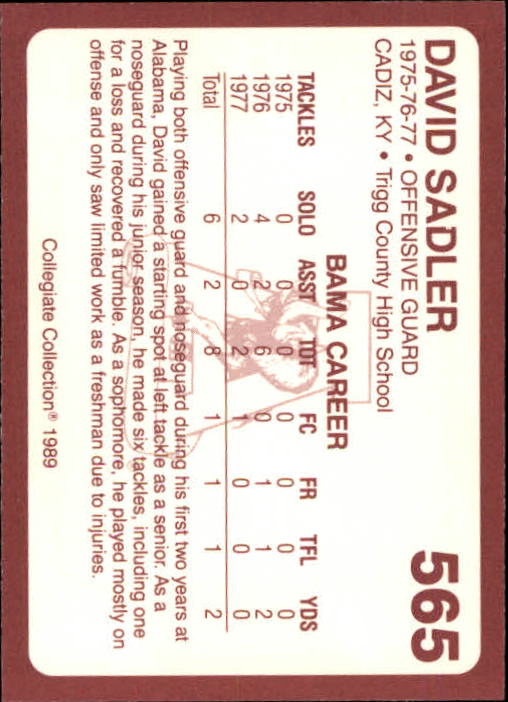 DAVID SADLER 565
1975-76-77 • OFFENSIVE GUARD
CADIZ, KY • Trigg County High School
BAMA CAREER
TACKLES SOLO ASST TOT FC FR TFL YDS
1975 0 0 0 0 0 0 0
1976 4 2 6 0 1 1 2
1977 2 0 2 1 0 0 0
Total 6 2 8 1 1 1 2
Playing both offensive guard and noseguard during his first two years at
Alabama, David gained a starting spot at left tackle as a senior. As a
noseguard during his junior season, he made six tackles, including one
for a loss and recovered a fumble. As a sophomore, he played mostly on
offense and only saw limited work as a freshman due to injuries.
Collegiate Collection® 1989